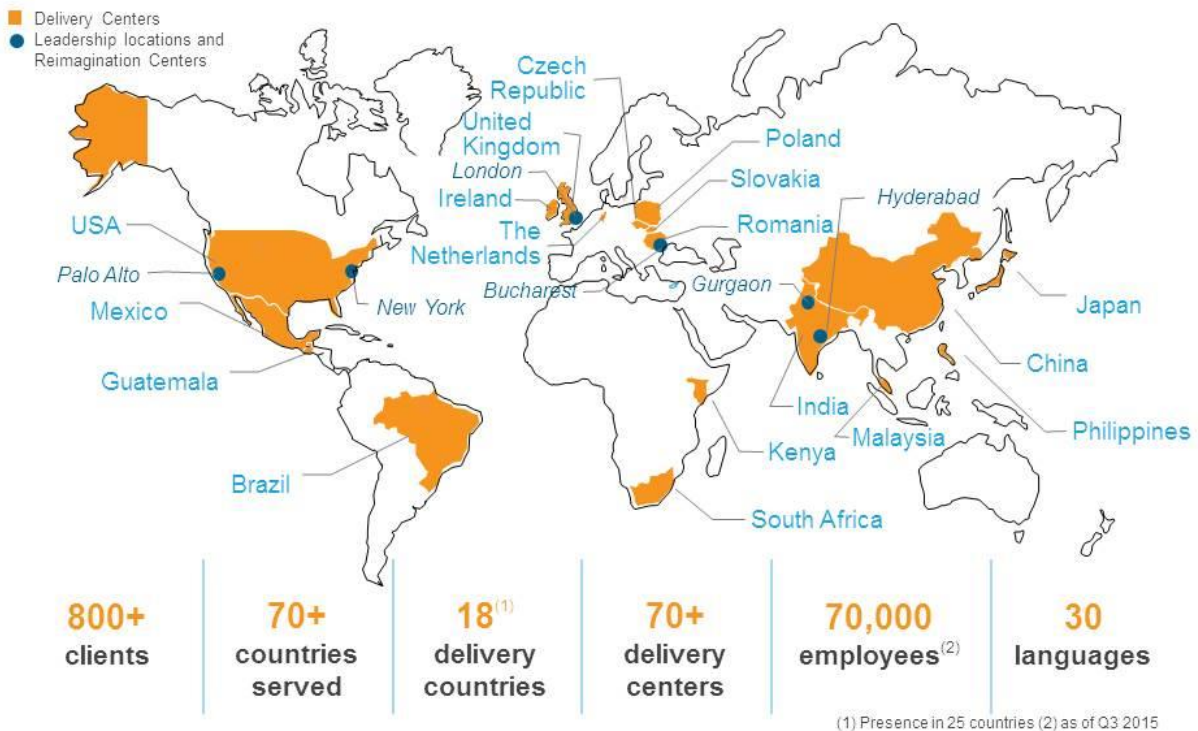 Delivery Centers
Leadership locations and
Reimagination Centers
Czech
Republic
United
Kingdom
London
Ireland
The
Netherlands
Poland
Slovakia
Hyderabad
Romania
USA
Palo Alto
Mexico
New York
Bucharest
Gurgaon
Japan
Guatemala
China
India
Malaysia
Philippines
Kenya
Brazil
South Africa
800+
clients
70+
countries
served
18(1)
delivery
countries
70+
delivery
centers
70,000
employees(2)
30
languages
(1) Presence in 25 countries (2) as of Q3 2015